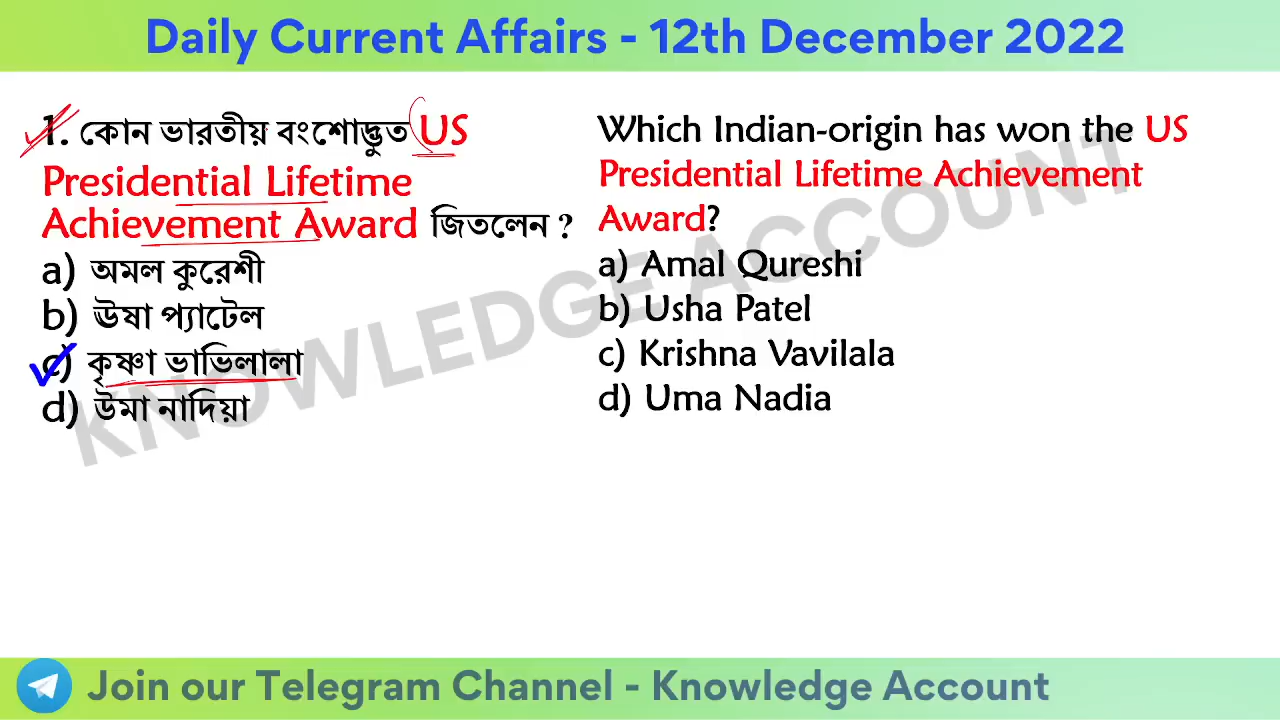 Daily Current Affairs - 12th December 2022
1. কোন ভারতীয় বংশোদ্ভুত US
Presidential Lifetime
Achievement Award জিতলেন ?
a) অমল কুরেশী
b) ঊষা প্যাটেল
c) কৃষ্ণা ভাভিলালা
d) উমা নাদিয়া
Which Indian-origin has won the US
Presidential Lifetime Achievement
Award?
a) Amal Qureshi
b) Usha Patel
c) Krishna Vavilala
d) Uma Nadia
KNOWLEDGE ACCOUNT
Join our Telegram Channel - Knowledge Account